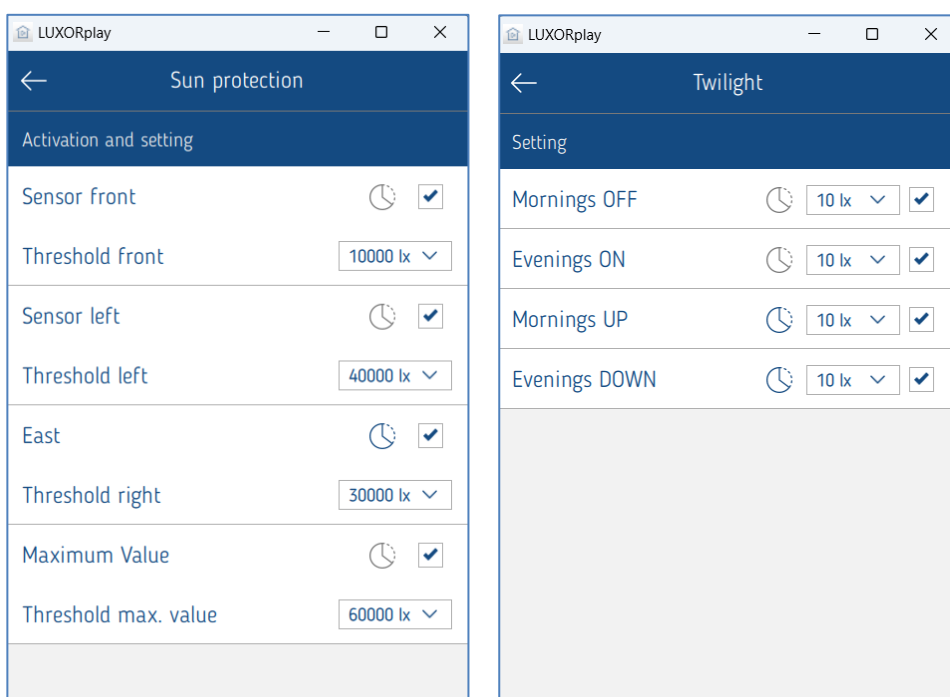 LUXORplay
Sun protection
Activation and setting
Sensor front
Threshold front 10000 lx
Sensor left
Threshold left 40000 lx
East
Threshold right 30000 lx
Maximum Value
Threshold max. value 60000 lx
LUXORplay
Twilight
Setting
Mornings OFF 10 lx
Evenings ON 10 lx
Mornings UP 10 lx
Evenings DOWN 10 lx